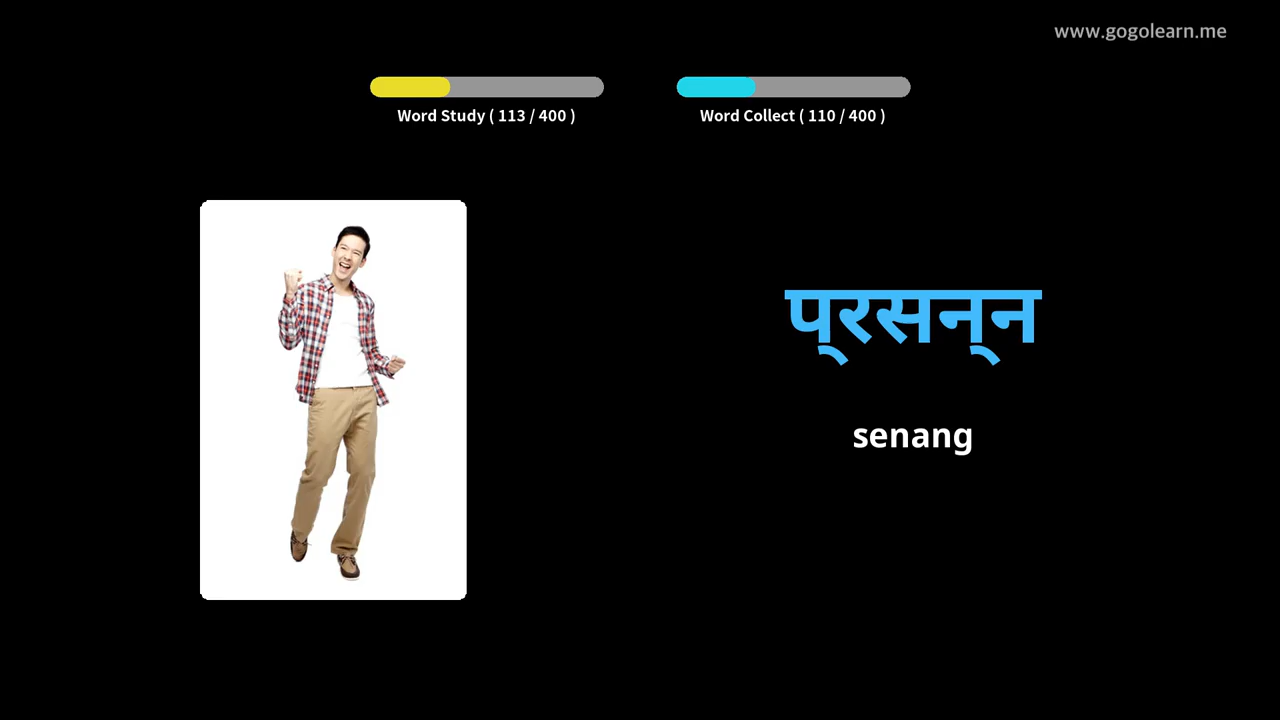 www.gogolearn.me
Word Study ( 113 / 400 )
Word Collect ( 110 / 400 )
प्रसन्न
senang